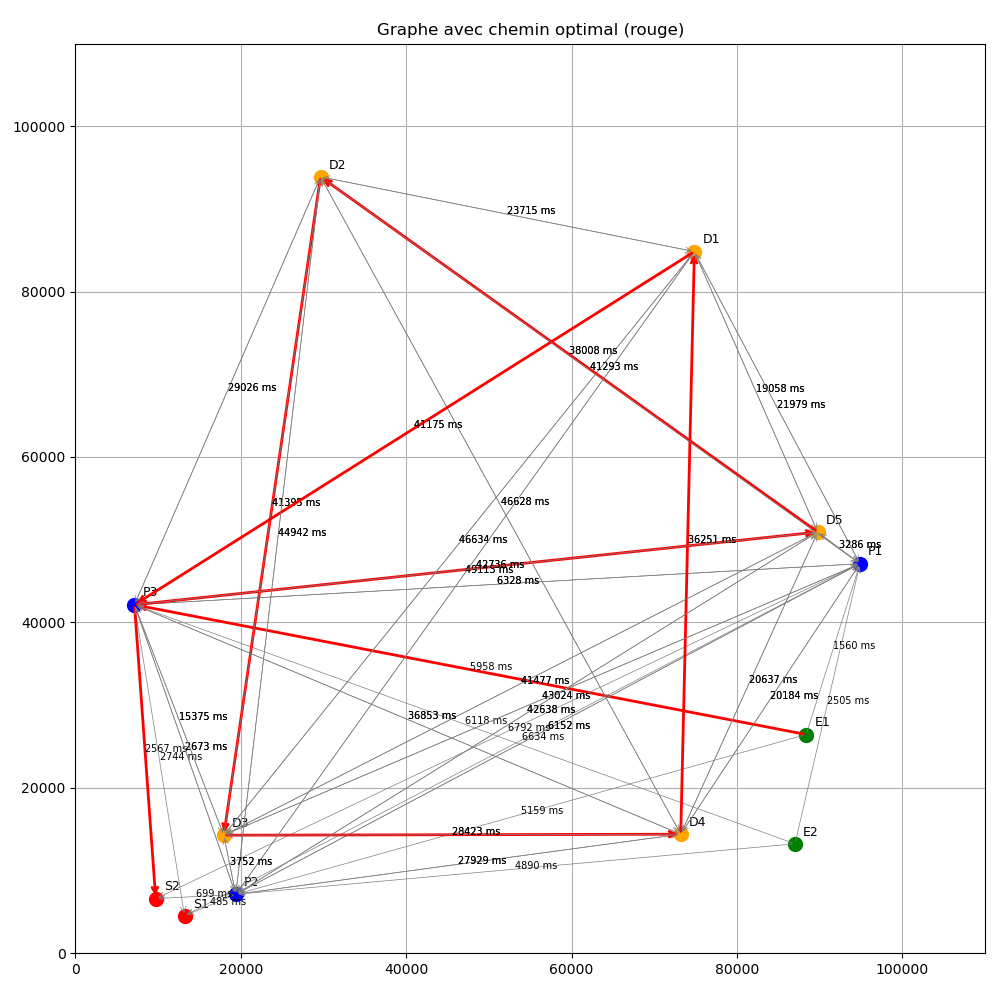 Graphe avec chemin optimal (rouge)
100000
80000
60000
40000
20000
0
0
20000
40000
60000
80000
100000
D2
D1
23715 ms
38008 ms
41293 ms
29026 ms
19058 ms
21979 ms
41175 ms
41395 ms
46628 ms
44942 ms
46634 ms
36251 ms
D5
3286 ms
P1
42736 ms
49113 ms
6328 ms
P3
1560 ms
5958 ms
41477 ms
20637 ms
43024 ms
20184 ms
2505 ms
15375 ms
36853 ms
42638 ms
6118 ms
6792 ms
6152 ms
6634 ms
E1
2567 ms
2673 ms
2744 ms
5159 ms
D3
D4
28423 ms
E2
3752 ms
27929 ms
4890 ms
S2
P2
699 ms
485 ms
S1